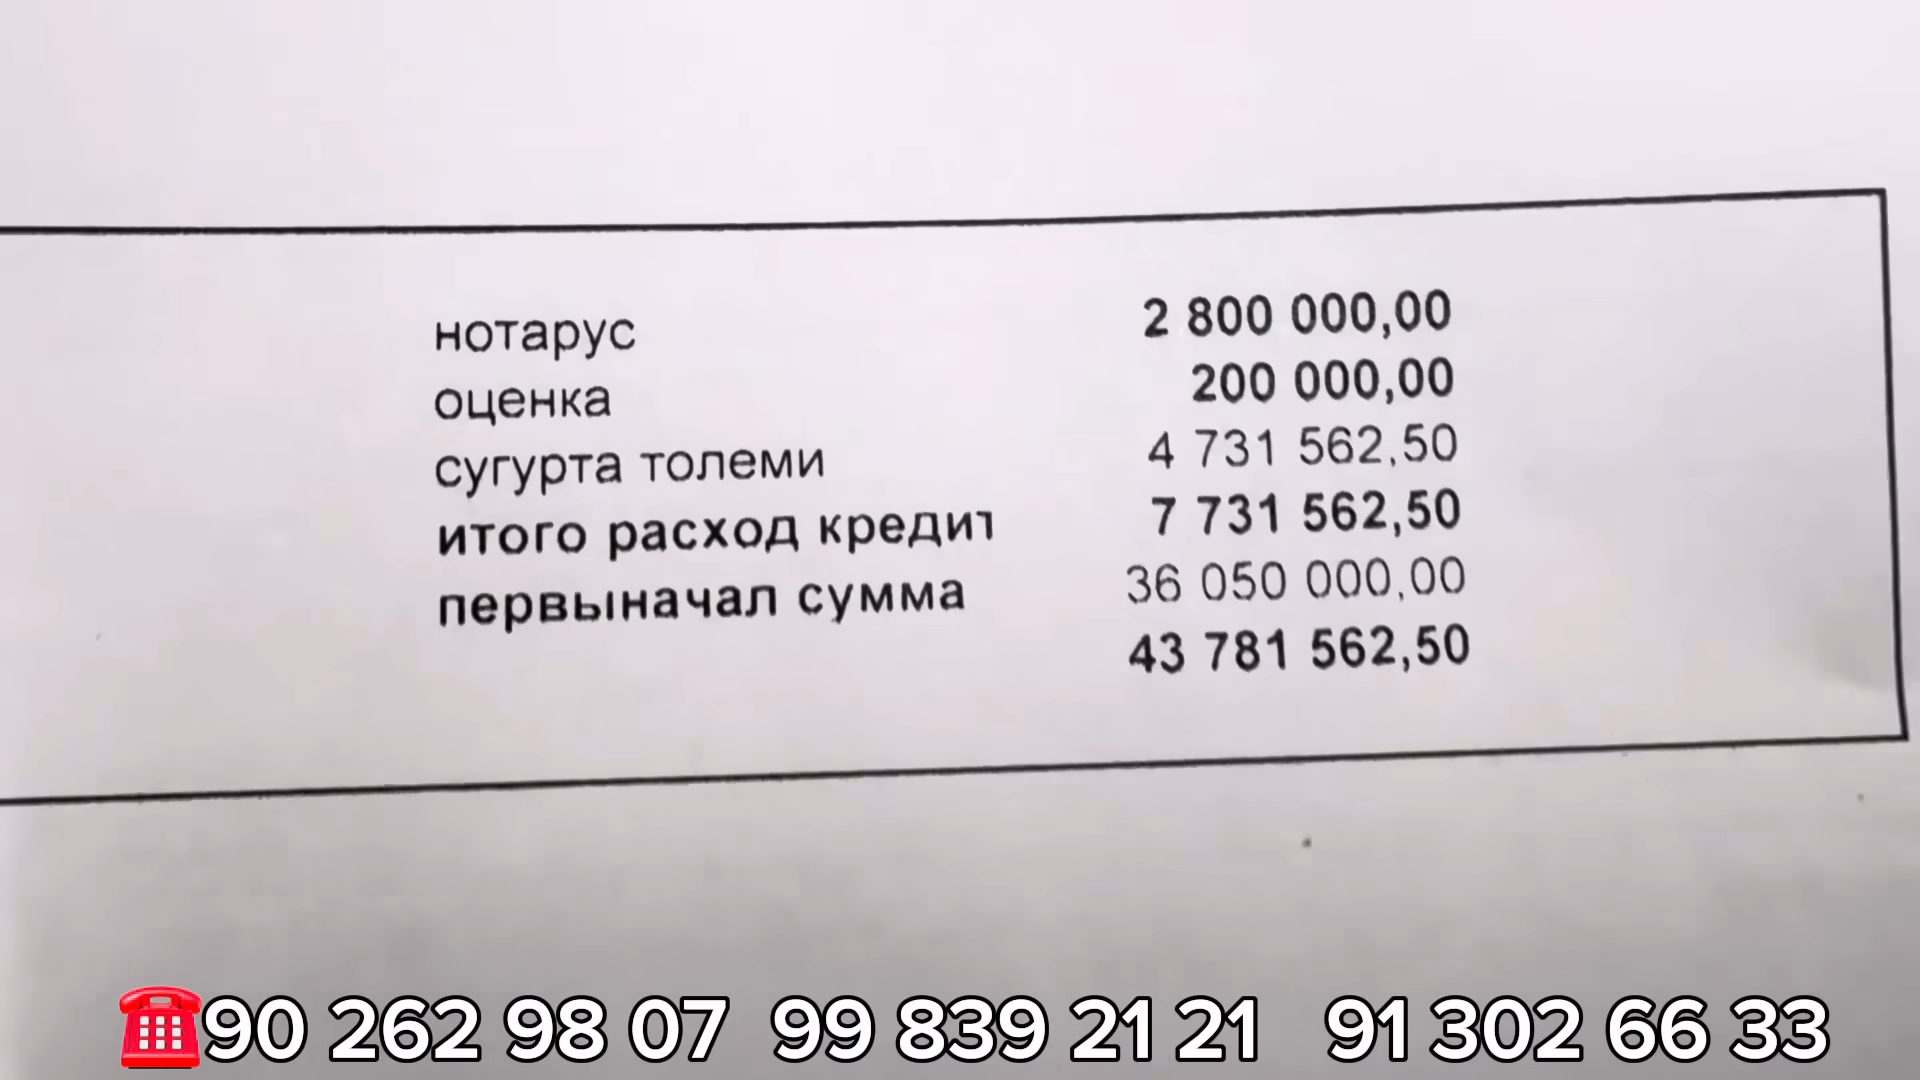 нотарус 2 800 000,00
оценка 200 000,00
сугурта толеми 4 731 562,50
итого расход кредит 7 731 562,50
первыначал сумма 36 050 000,00
43 781 562,50
90 262 98 07 99 839 21 21 91 302 66 33